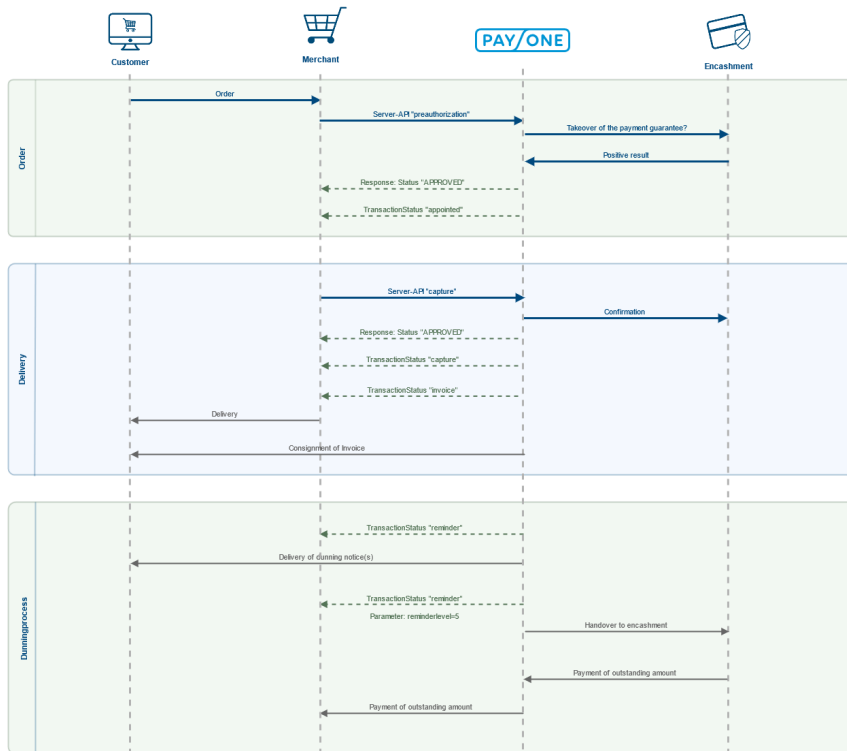 Customer
Merchant
PAY/ONE
Encashment
Order
Order
Server-API "preauthorization"
Takeover of the payment guarantee?
Positive result
Response: Status "APPROVED"
TransactionStatus "appointed"
Delivery
Server-API "capture"
Confirmation
Response: Status "APPROVED"
TransactionStatus "capture"
TransactionStatus "invoice"
Delivery
Consignment of Invoice
Dunningprocess
TransactionStatus "reminder"
Delivery of dunning notice(s)
TransactionStatus "reminder"
Parameter: reminderlevel=5
Handover to encashment
Payment of outstanding amount
Payment of outstanding amount